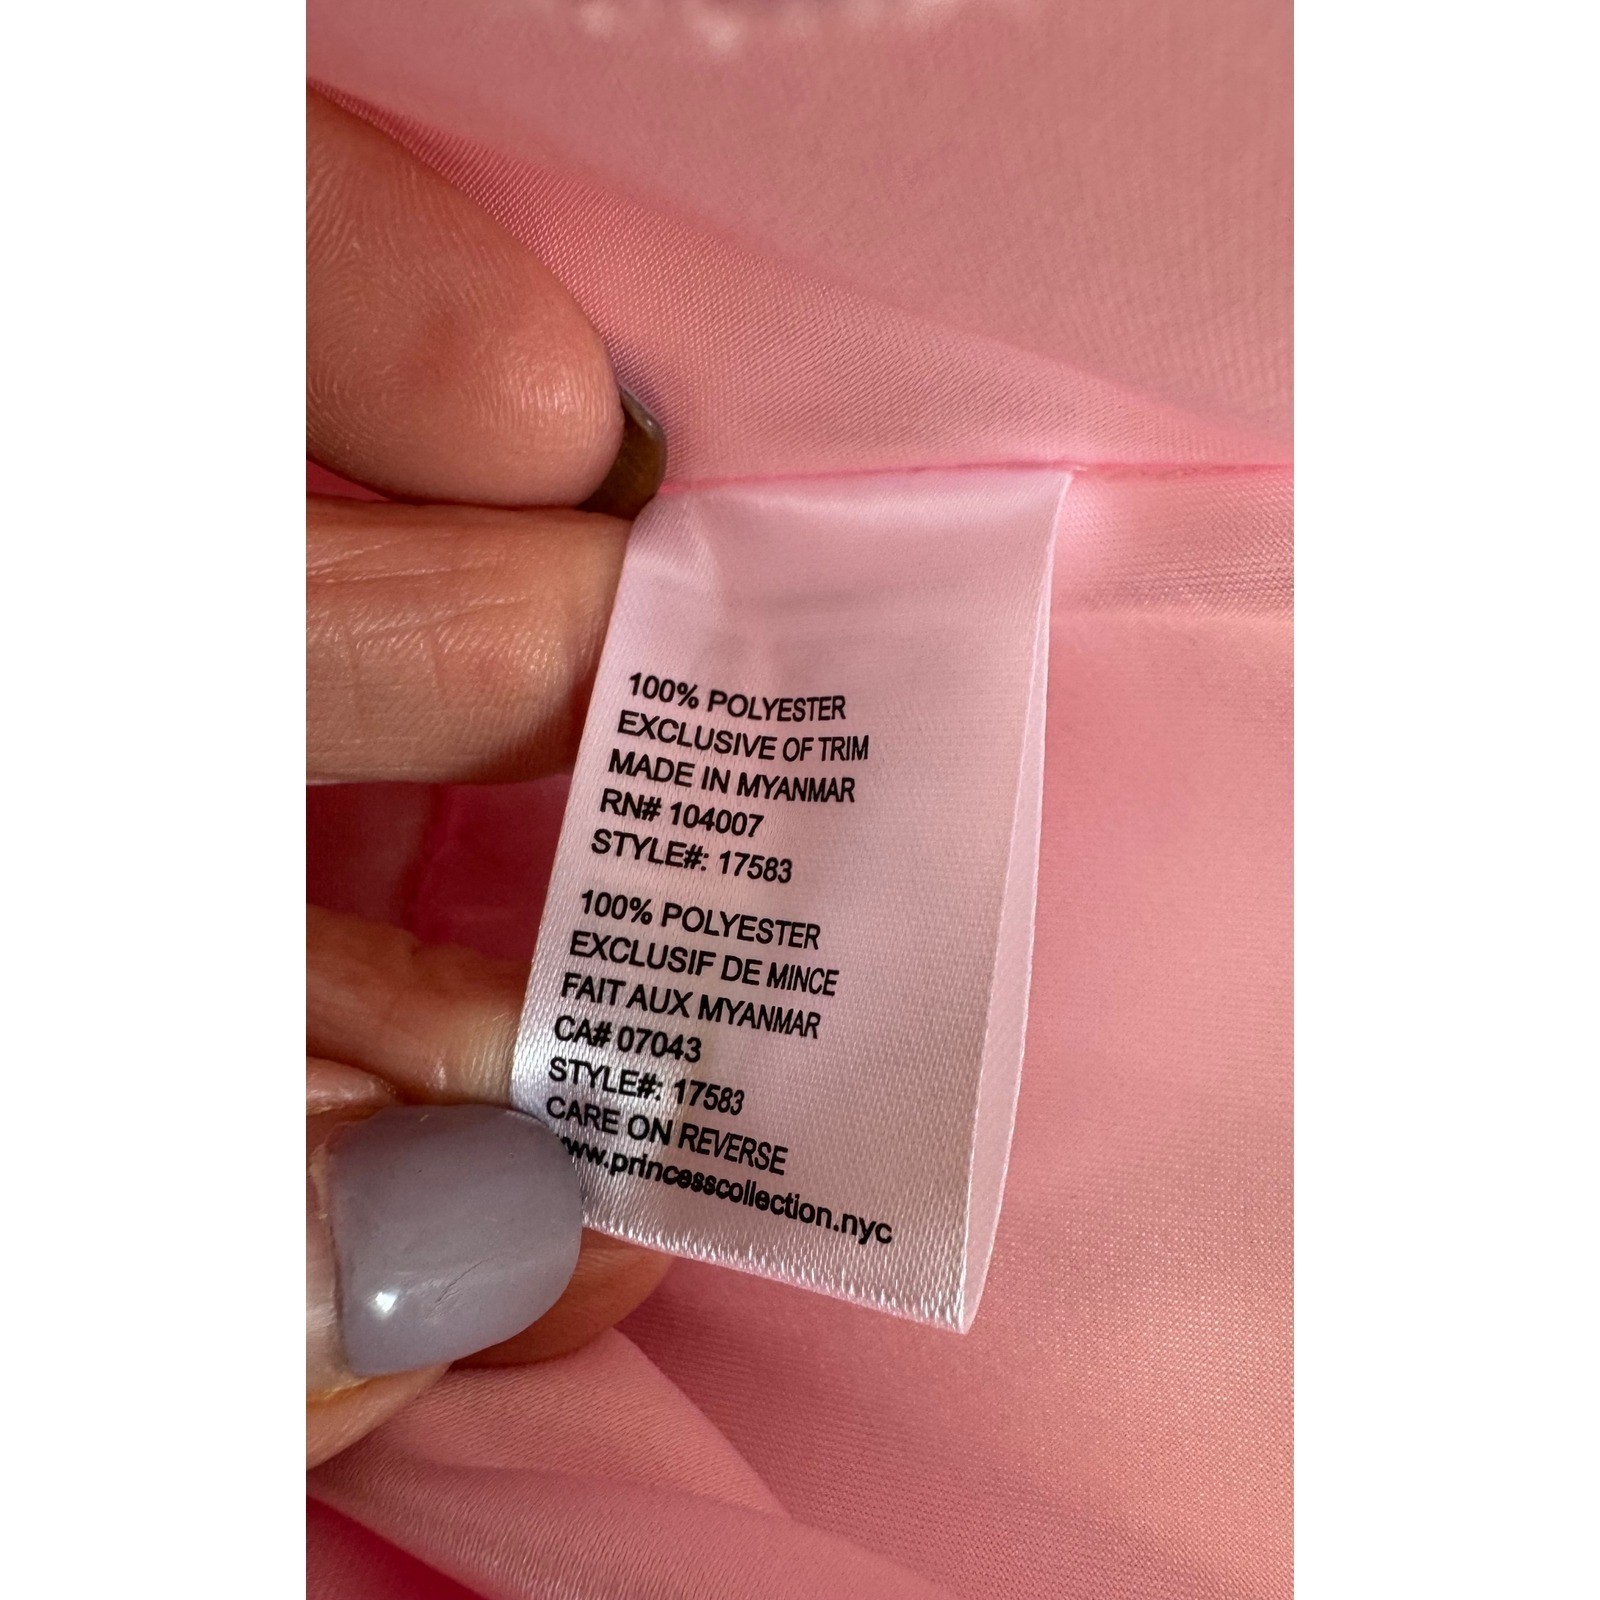 100% POLYESTER
EXCLUSIVE OF TRIM
MADE IN MYANMAR
RN# 104007
STYLE#: 17583
100% POLYESTER
EXCLUSIF DE MINCE
FAIT AUX MYANMAR
CA# 07043
STYLE#: 17583
CARE ON REVERSE
www.princesscollection.nyc